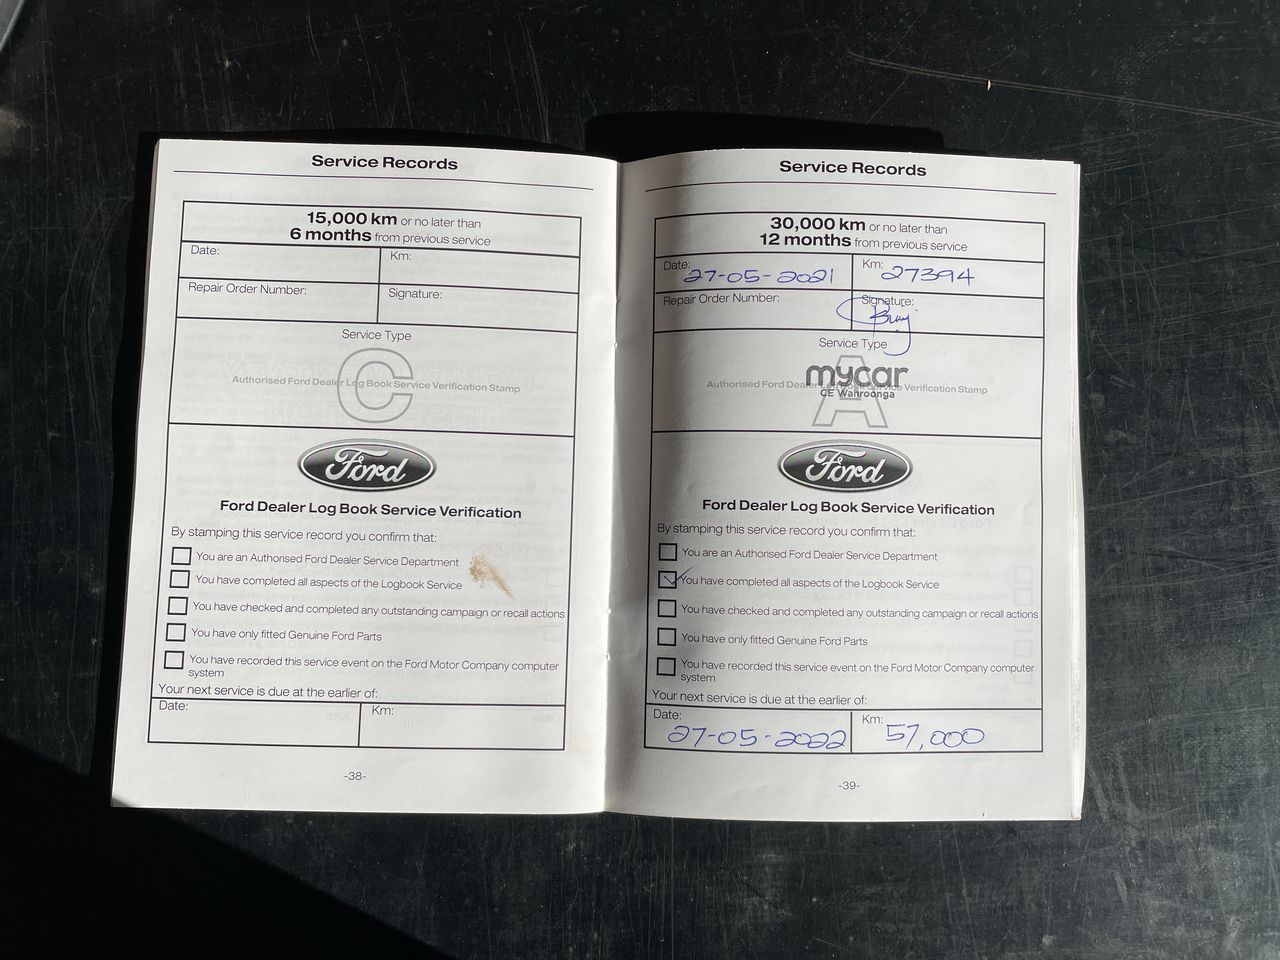 Service Records
15,000 km or no later than
6 months from previous service
Date:
Km:
Repair Order Number:
Signature:
Service Type
C
Authorised Ford Dealer Log Book Service Verification Stamp
Ford
Ford Dealer Log Book Service Verification
By stamping this service record you confirm that:
You are an Authorised Ford Dealer Service Department
You have completed all aspects of the Logbook Service
You have checked and completed any outstanding campaign or recall actions
You have only fitted Genuine Ford Parts
You have recorded this service event on the Ford Motor Company computer
system
Your next service is due at the earlier of:
Date:
Km:
-38-
Service Records
30,000 km or no later than
12 months from previous service
Date: 27-05-2021
Km: 27394
Repair Order Number:
Signature:
Service Type
A
mycar
Authorised Ford Dealer Log Book Service Verification Stamp
CE Wahroonga
Ford
Ford Dealer Log Book Service Verification
By stamping this service record you confirm that:
You are an Authorised Ford Dealer Service Department
You have completed all aspects of the Logbook Service
You have checked and completed any outstanding campaign or recall actions
You have only fitted Genuine Ford Parts
You have recorded this service event on the Ford Motor Company computer
system
Your next service is due at the earlier of:
Date: 27-05-2022
Km: 57,000
-39-